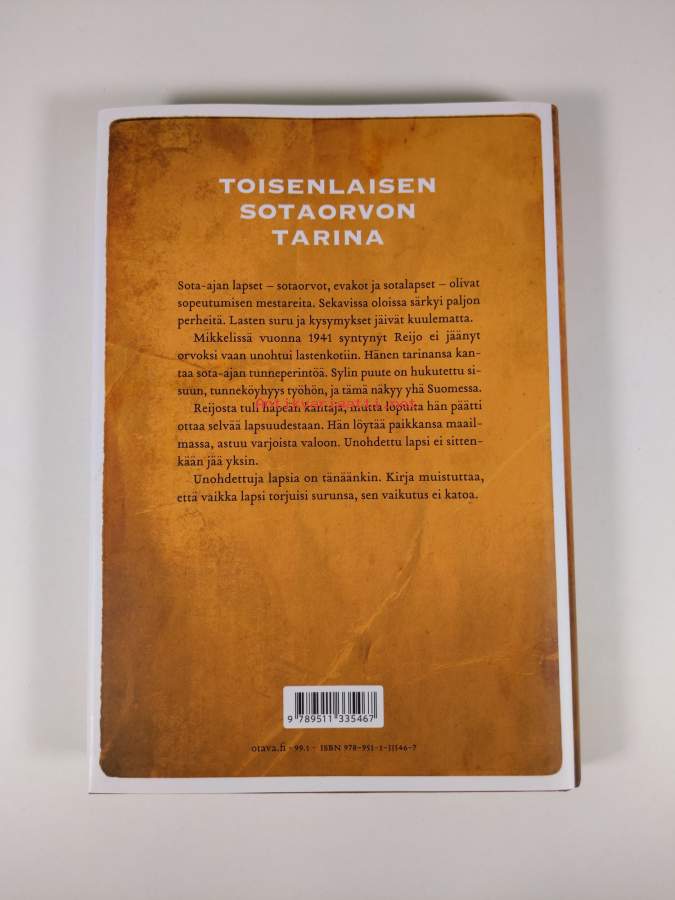 TOISENLAISEN
SOTAORVON
TARINA
Sota-ajan lapset – sotaorvot, evakot ja sotalapset – olivat
sopeutumisen mestareita. Sekavissa oloissa särkyi paljon
perheitä. Lasten suru ja kysymykset jäivät kuulematta.
Mikkelissä vuonna 1941 syntynyt Reijo ei jäänyt
orvoksi vaan unohtui lastenkotiin. Hänen tarinansa kan-
taa sota-ajan tunneperintöä. Sylin puute on hukutettu si-
suun, tunneköyhyys työhön, ja tämä näkyy yhä Suomessa.
Reijosta tuli häpeän kantaja, mutta lopulta hän päätti
ottaa selvää lapsuudestaan. Hän löytää paikkansa maail-
massa, astuu varjoista valoon. Unohdettu lapsi ei sitten-
kään jää yksin.
Unohdettuja lapsia on tänäänkin. Kirja muistuttaa,
että vaikka lapsi torjuisi surunsa, sen vaikutus ei katoa.
Antikvariaatti.net
9 789511 335467
otava.fi · 99.1 · ISBN 978-951-1-33546-7